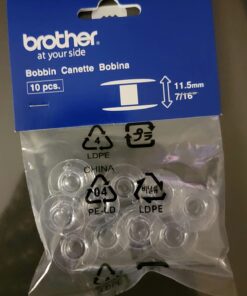 brother
at your side
Bobbin Canette Bobina
10 pcs.
11.5mm
7/16"
4
LDPE
CHINA
04
PE-LD
LDPE